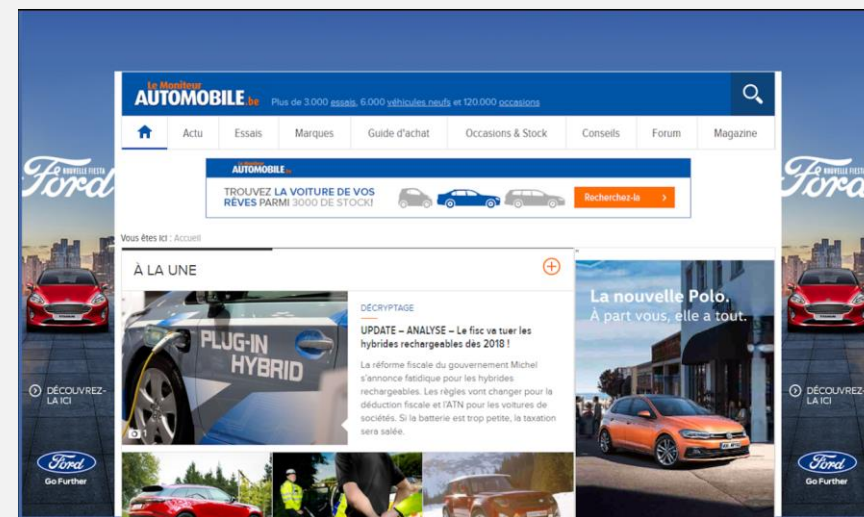 Le Moniteur
AUTOMOBILE.be
Plus de 3.000 essais, 6.000 véhicules neufs et 120.000 occasions
Actu Essais Marques Guide d'achat Occasions & Stock Conseils Forum Magazine
NOUVELLE FIESTA
Ford
NOUVELLE FIESTA
Ford
AUTOMOBILE
TROUVEZ LA VOITURE DE VOS
RÊVES PARMI 3000 DE STOCK!
Recherchez-la >
Vous êtes ici : Accueil
À LA UNE
PLUG-IN
HYBRID
1
DÉCRYPTAGE
UPDATE – ANALYSE – Le fisc va tuer les
hybrides rechargeables dès 2018 !
La réforme fiscale du gouvernement Michel
s'annonce fatidique pour les hybrides
rechargeables. Les règles vont changer pour la
déduction fiscale et l'ATN pour les voitures de
sociétés. Si la batterie est trop petite, la taxation
sera salée.
La nouvelle Polo.
À part vous, elle a tout.
DÉCOUVREZ-
LA ICI
Ford
Go Further
DÉCOUVREZ-
LA ICI
Ford
Go Further